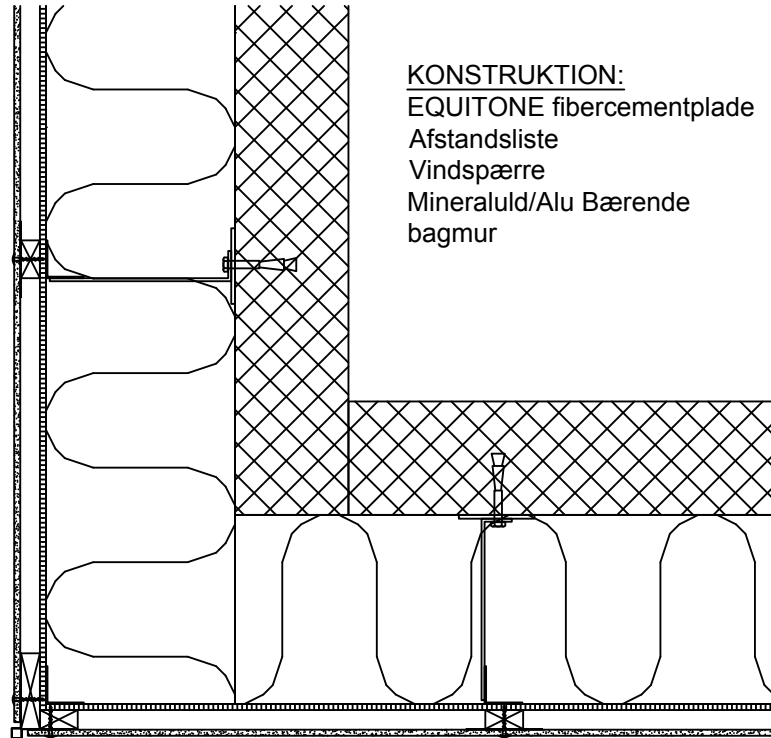 KONSTRUKTION:
EQUITONE fibercementplade
Afstandsliste
Vindspærre
Mineraluld/Alu Bærende
bagmur